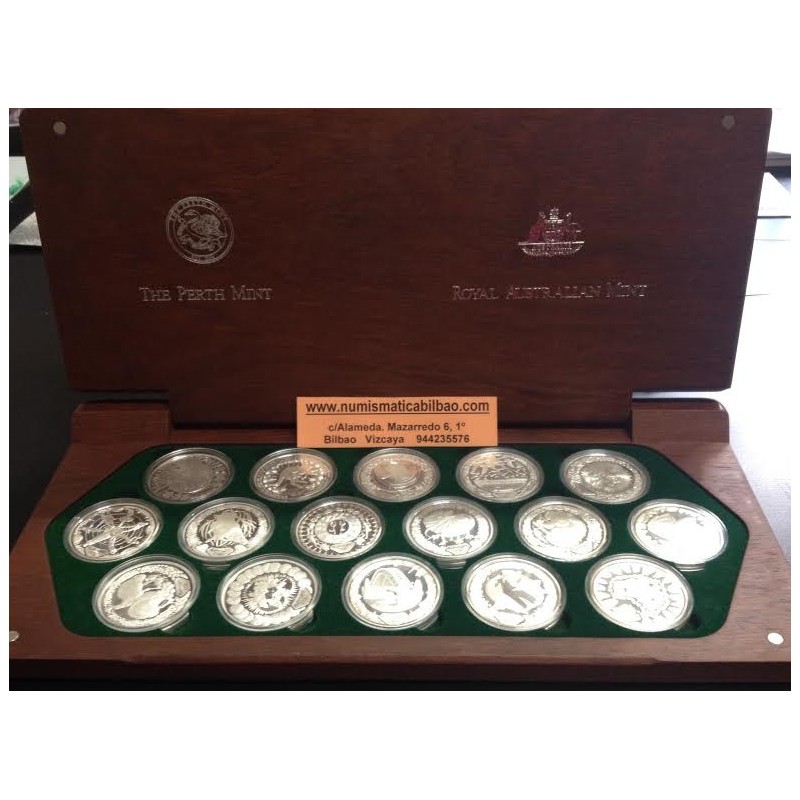 THE PERTH MINT
ROYAL AUSTRALIAN MINT
www.numismaticabilbao.com
c/Alameda. Mazarredo 6, 1º
Bilbao Vizcaya 944235576